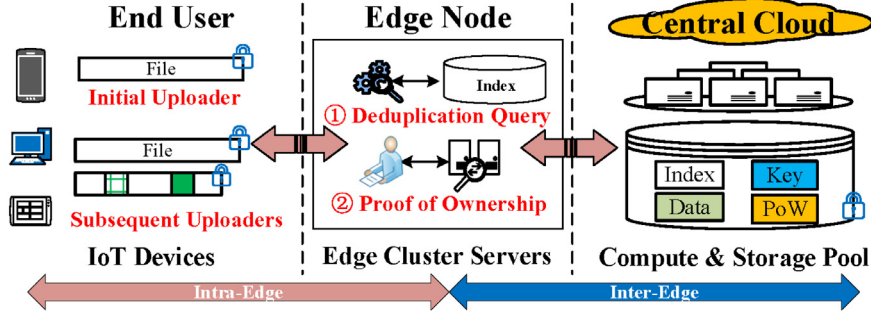 End User
Edge Node
Central Cloud
File
Initial Uploader
Index
① Deduplication Query
File
Subsequent Uploaders
② Proof of Ownership
Index
Key
Data
PoW
IoT Devices
Edge Cluster Servers
Compute & Storage Pool
Intra-Edge
Inter-Edge